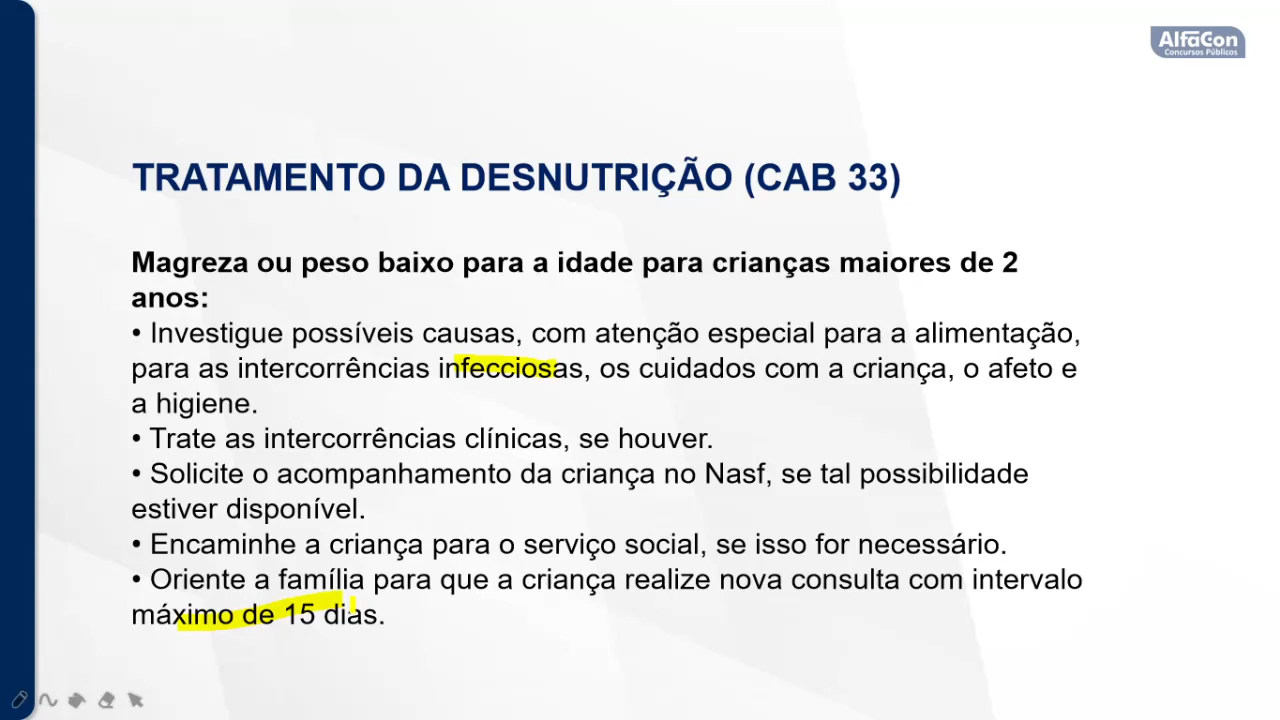 AlfaCon
Concursos Públicos
TRATAMENTO DA DESNUTRIÇÃO (CAB 33)
Magreza ou peso baixo para a idade para crianças maiores de 2
anos:
• Investigue possíveis causas, com atenção especial para a alimentação,
para as intercorrências infecciosas, os cuidados com a criança, o afeto e
a higiene.
• Trate as intercorrências clínicas, se houver.
• Solicite o acompanhamento da criança no Nasf, se tal possibilidade
estiver disponível.
• Encaminhe a criança para o serviço social, se isso for necessário.
• Oriente a família para que a criança realize nova consulta com intervalo
máximo de 15 dias.